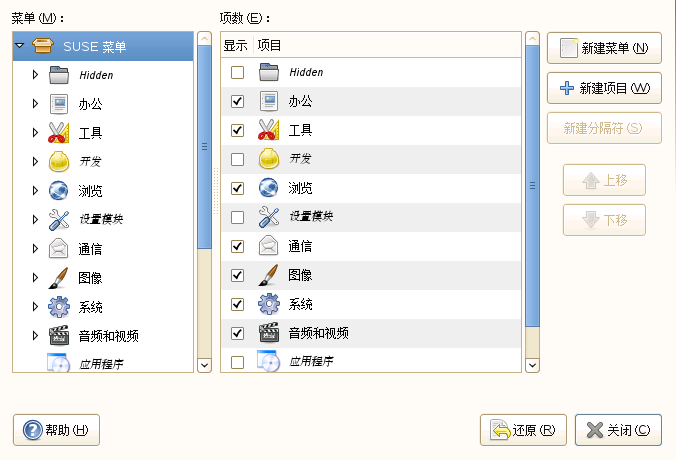 菜单 (M) :
项数 (E) :
SUSE 菜单
Hidden
办公
工具
开发
浏览
设置模块
通信
图像
系统
音频和视频
应用程序
显示 项目
Hidden
办公
工具
开发
浏览
设置模块
通信
图像
系统
音频和视频
应用程序
新建菜单 (N)
新建项目 (W)
新建分隔符 (S)
上移
下移
帮助 (H)
还原 (R)
关闭 (C)